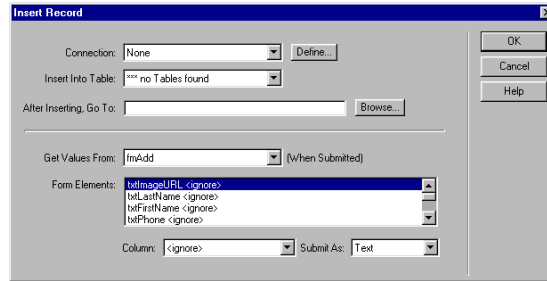 Insert Record
Connection: None Define... OK
Insert Into Table: *** no Tables found Cancel
After Inserting, Go To: Browse... Help
Get Values From: fmAdd (When Submitted)
Form Elements: txtImageURL <ignore>
txtLastName <ignore>
txtFirstName <ignore>
txtPhone <ignore>
Column: <ignore> Submit As: Text